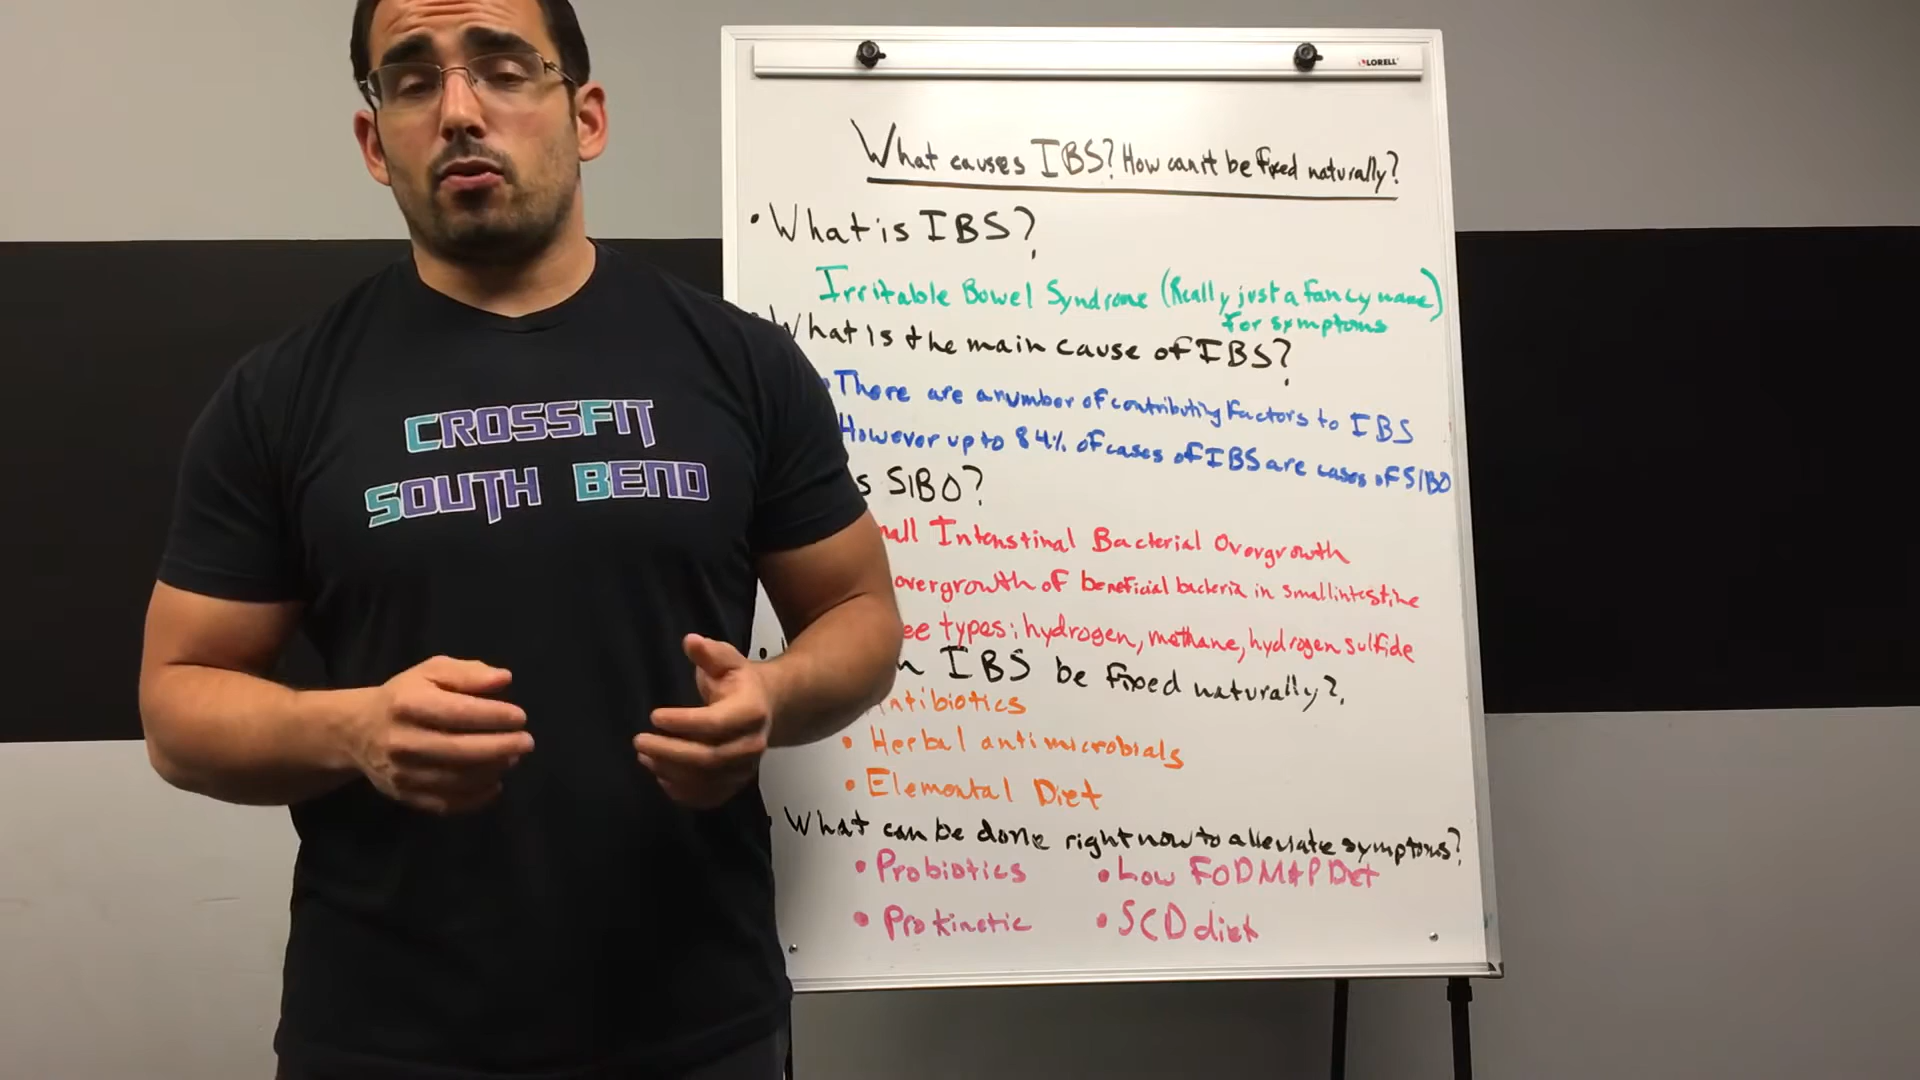 LORELL
What causes IBS? How can it be fixed naturally?
• What is IBS?
Irritable Bowel Syndrome (Really just a fancy name)
for symptoms
What Is the main cause of IBS?
• There are a number of contributing factors to IBS
However up to 84% of cases of IBS are cases of SIBO
s SIBO?
mall Intenstinal Bacterial Overgrowth
overgrowth of beneficial bacteria in small intestine
ee types: hydrogen, methane, hydrogen sulfide
n IBS be fixed naturally?
Antibiotics
• Herbal antimicrobials
• Elemental Diet
What can be done right now to alleviate symptoms?
• Probiotics • Low FODMAP Diet
• Prokinetic • SCD diet
CROSSFIT
SOUTH BEND